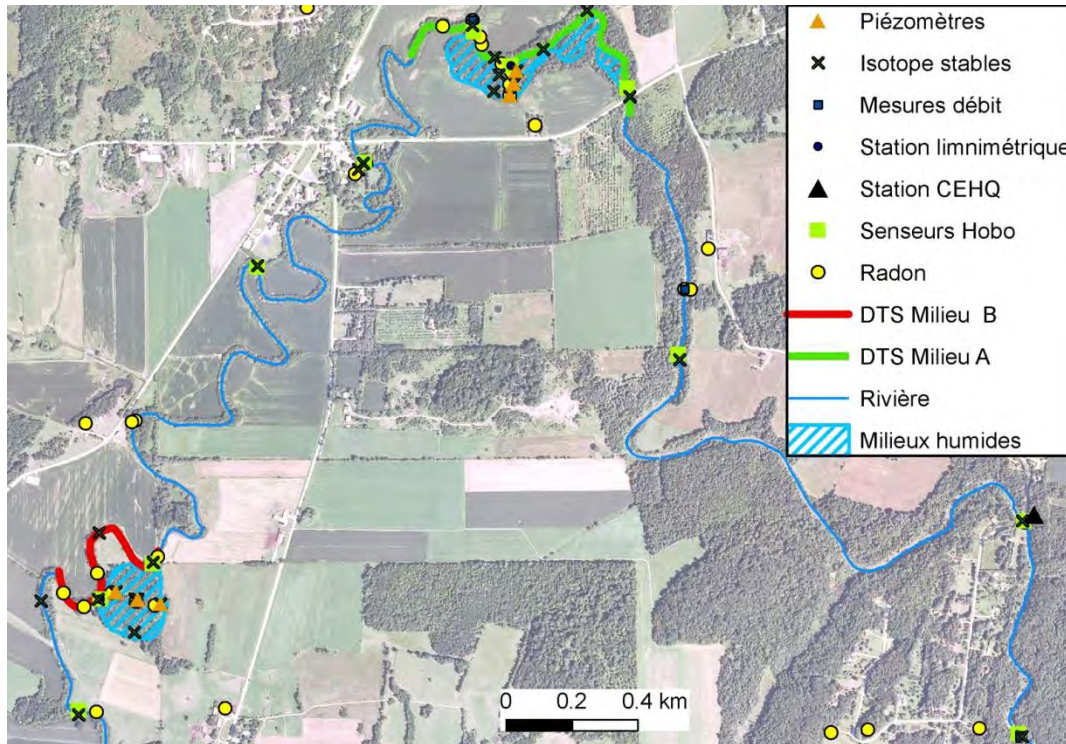 Piézomètres
Isotope stables
Mesures débit
Station limnimétrique
Station CEHQ
Senseurs Hobo
Radon
DTS Milieu B
DTS Milieu A
Rivière
Milieux humides
0 0.2 0.4 km